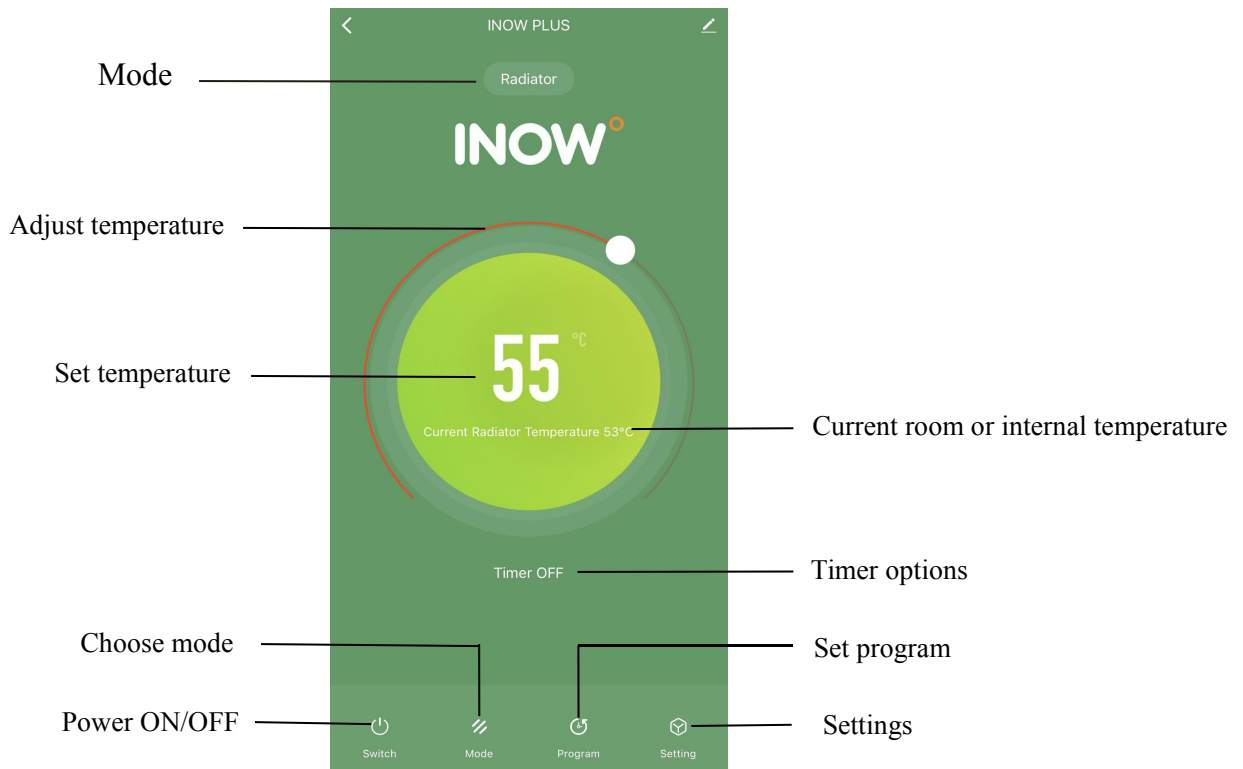 INOW PLUS
Mode
Radiator
INOW°
Adjust temperature
Set temperature
55 °C
Current Radiator Temperature 53°C
Current room or internal temperature
Timer OFF
Timer options
Choose mode
Set program
Power ON/OFF
Settings
Switch
Mode
Program
Setting